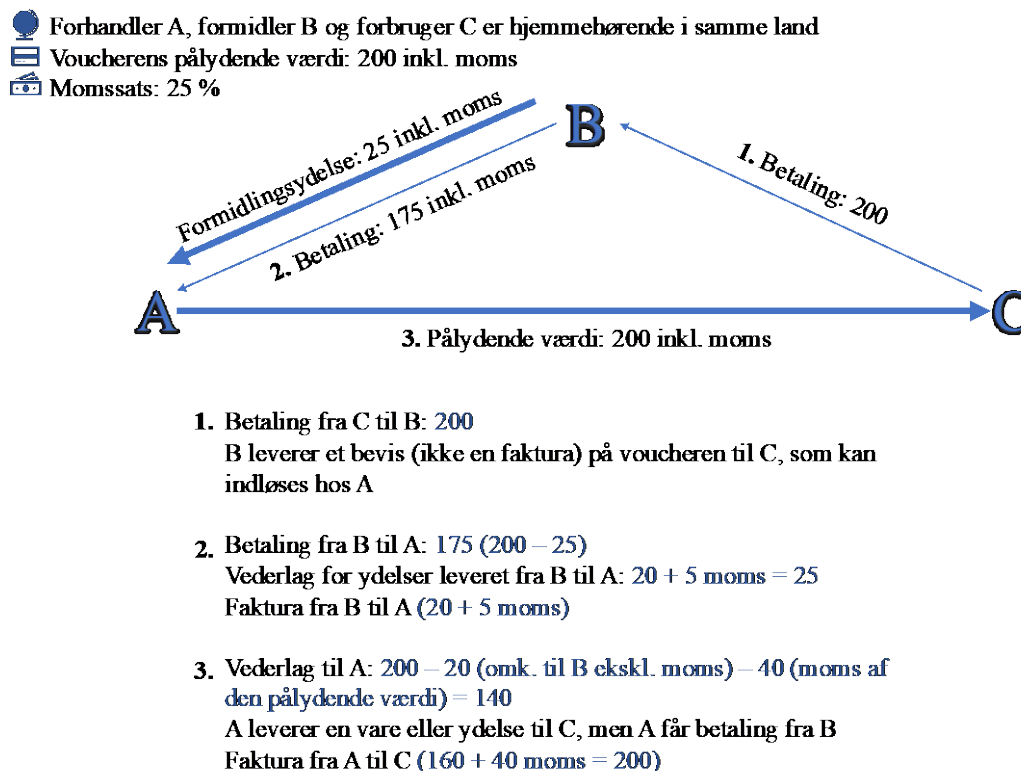 Forhandler A, formidler B og forbruger C er hjemmehørende i samme land
Voucherens pålydende værdi: 200 inkl. moms
Momssats: 25 %
B
Formidlingsydelse: 25 inkl. moms
2. Betaling: 175 inkl. moms
1. Betaling: 200
A
C
3. Pålydende værdi: 200 inkl. moms
1. Betaling fra C til B: 200
B leverer et bevis (ikke en faktura) på voucheren til C, som kan
indløses hos A
2. Betaling fra B til A: 175 (200 – 25)
Vederlag for ydelser leveret fra B til A: 20 + 5 moms = 25
Faktura fra B til A (20 + 5 moms)
3. Vederlag til A: 200 – 20 (omk. til B ekskl. moms) – 40 (moms af
den pålydende værdi) = 140
A leverer en vare eller ydelse til C, men A får betaling fra B
Faktura fra A til C (160 + 40 moms = 200)